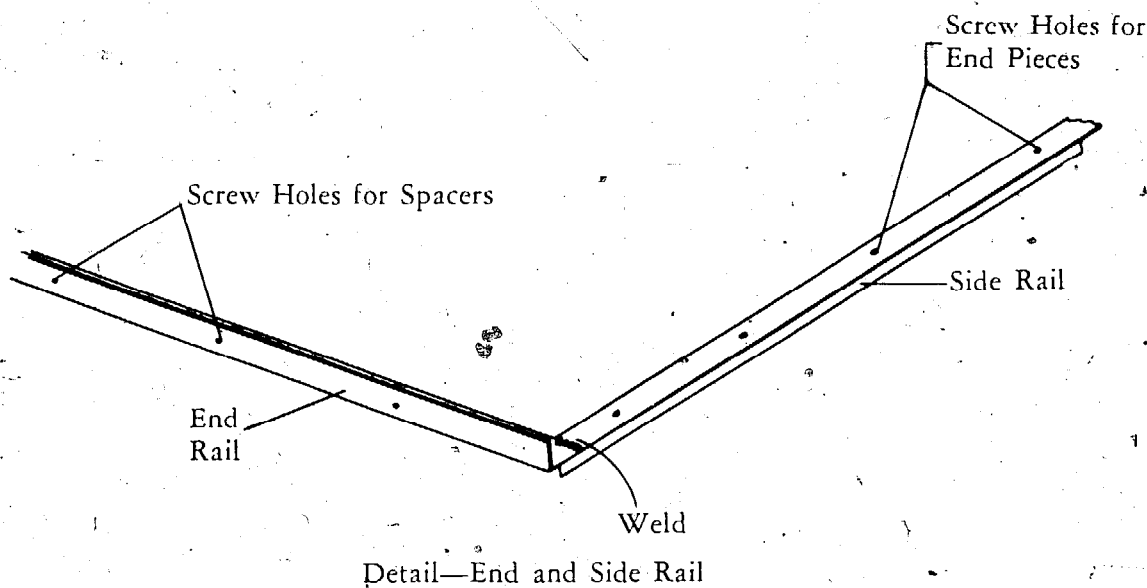 Screw Holes for
End Pieces
Screw Holes for Spacers
Side Rail
End
Rail
Weld
Detail—End and Side Rail